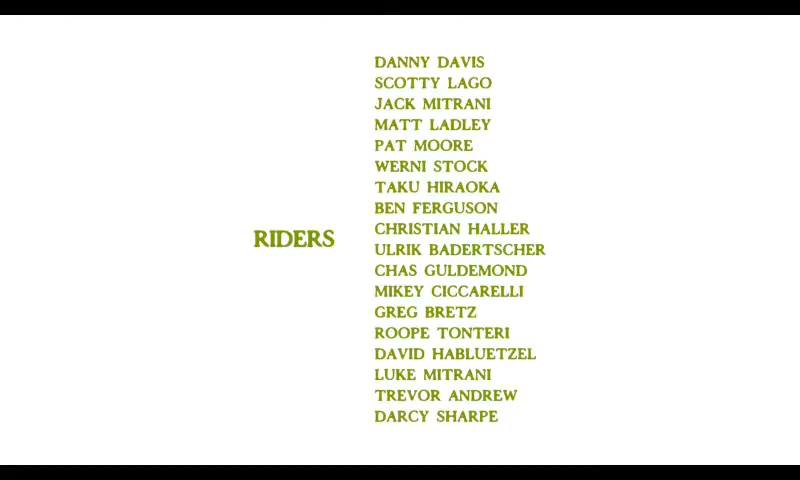 RIDERS
DANNY DAVIS
SCOTTY LAGO
JACK MITRANI
MATT LADLEY
PAT MOORE
WERNI STOCK
TAKU HIRAOKA
BEN FERGUSON
CHRISTIAN HALLER
ULRIK BADERTSCHER
CHAS GULDEMOND
MIKEY CICCARELLI
GREG BRETZ
ROOPE TONTERI
DAVID HABLUETZEL
LUKE MITRANI
TREVOR ANDREW
DARCY SHARPE